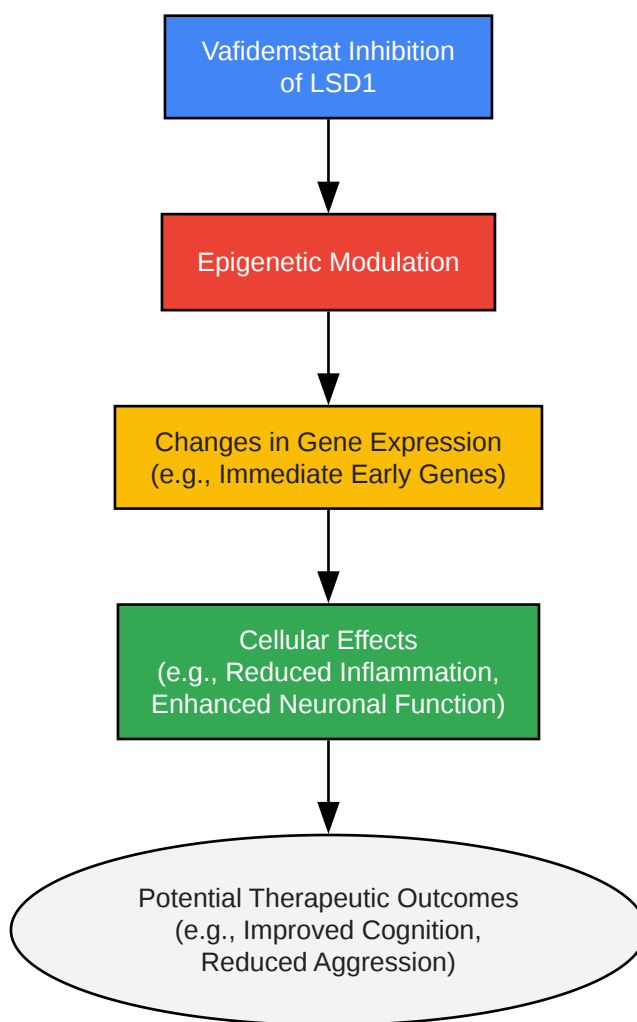 Vafidemstat Inhibition
of LSD1
Epigenetic Modulation
Changes in Gene Expression
(e.g., Immediate Early Genes)
Cellular Effects
(e.g., Reduced Inflammation,
Enhanced Neuronal Function)
Potential Therapeutic Outcomes
(e.g., Improved Cognition,
Reduced Aggression)